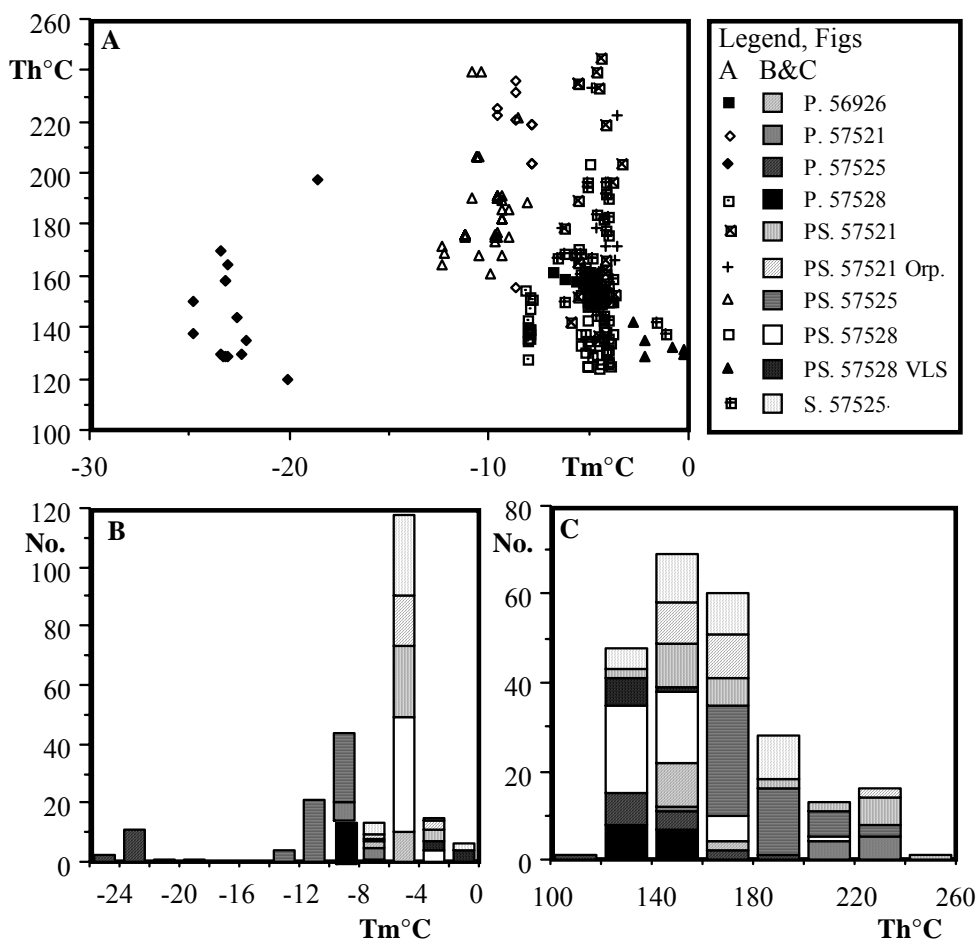 260
A
Th°C
240
220
200
180
160
140
120
100
-30
-20
-10
Tm°C
0
Legend, Figs
A B&C
P. 56926
P. 57521
P. 57525
P. 57528
PS. 57521
PS. 57521 Orp.
PS. 57525
PS. 57528
PS. 57528 VLS
S. 57525.
120
No.
B
100
80
60
40
20
0
-24
-20
-16
-12
-8
-4
0
Tm°C
80
No.
C
60
40
20
0
100
140
180
220
260
Th°C